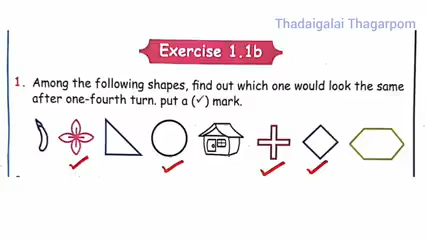 Thadaigalai Thagarpom
Exercise 1.1b
1. Among the following shapes, find out which one would look the same
after one-fourth turn. put a (✓) mark.